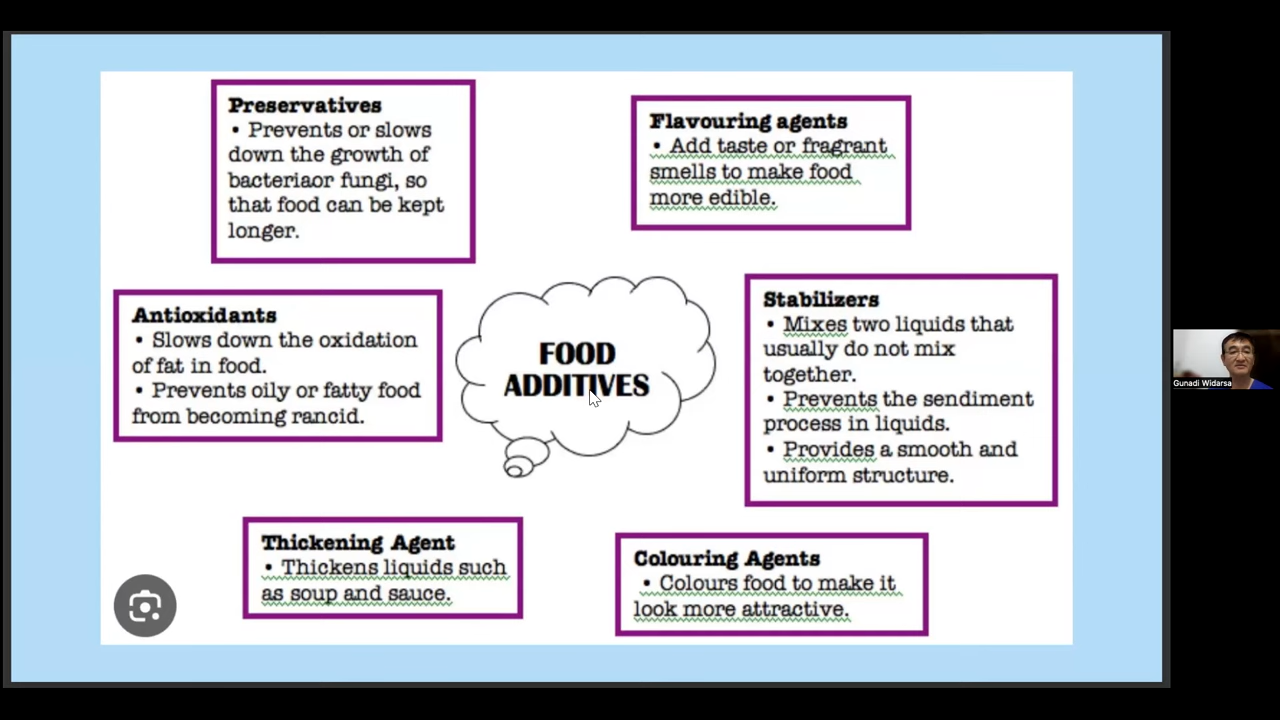 Preservatives
• Prevents or slows
down the growth of
bacteriaor fungi, so
that food can be kept
longer.
Flavouring agents
• Add taste or fragrant
smells to make food
more edible.
Antioxidants
• Slows down the oxidation
of fat in food.
• Prevents oily or fatty food
from becoming rancid.
FOOD
ADDITIVES
Stabilizers
• Mixes two liquids that
usually do not mix
together.
• Prevents the sendiment
process in liquids.
• Provides a smooth and
uniform structure.
Thickening Agent
• Thickens liquids such
as soup and sauce.
Colouring Agents
• Colours food to make it
look more attractive.
Gunadi Widarsa